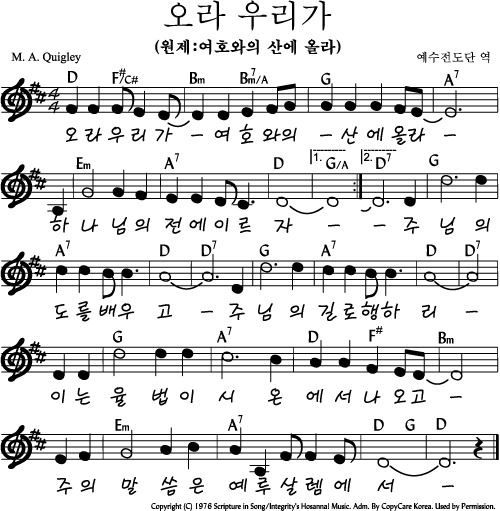 오라 우리가
(원제:여호와의 산에 올라)
M. A. Quigley 예수전도단 역
D F#/C# Bm Bm7/A G A7
4/4
오 라 우 리 가 - 여 호 와의 - 산 에 올라 -
Em A7 D 1. G/A 2. D7 G
하 나 님 의 전 에 이 르 자 - - 주 님 의
A7 D D7 G A7 D D7
도 를 배우 고 - 주 님 의 길 로 행하 리 -
G A7 D F# Bm
이 는 율 법 이 시 온 에 서 나 오고 -
Em A7 D G D
주 의 말 씀 은 예 루 살 렘 에 서 -
Copyright (C) 1976 Scripture in Song/Integrity's Hosannal Music. Adm. By CopyCare Korea. Used by Permission.